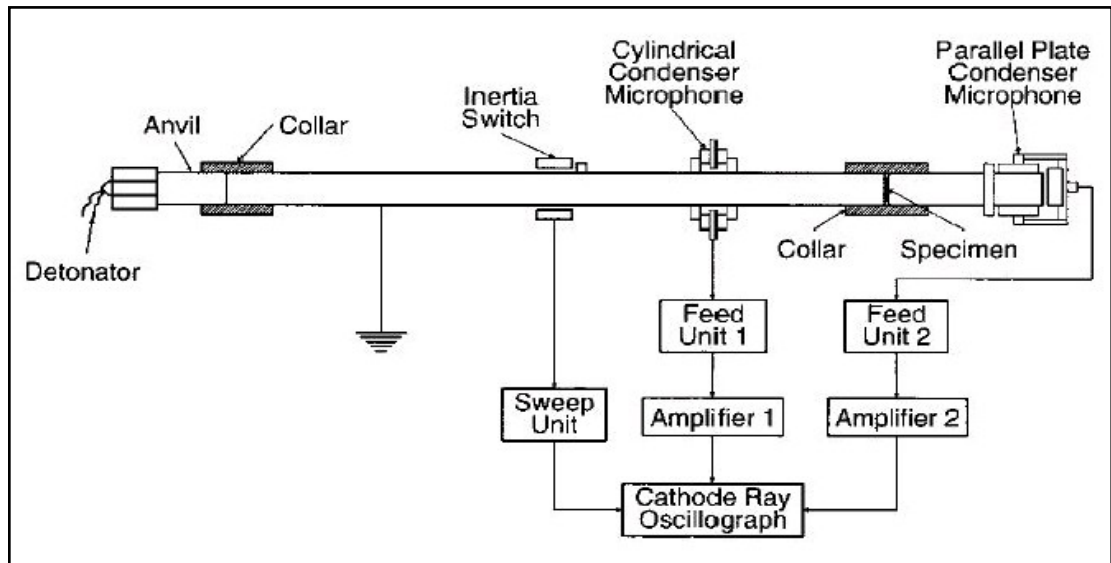 Cylindrical
Condenser
Microphone
Parallel Plate
Condenser
Microphone
Inertia
Switch
Anvil
Collar
Detonator
Collar
Specimen
Feed
Unit 1
Feed
Unit 2
Sweep
Unit
Amplifier 1
Amplifier 2
Cathode Ray
Oscillograph